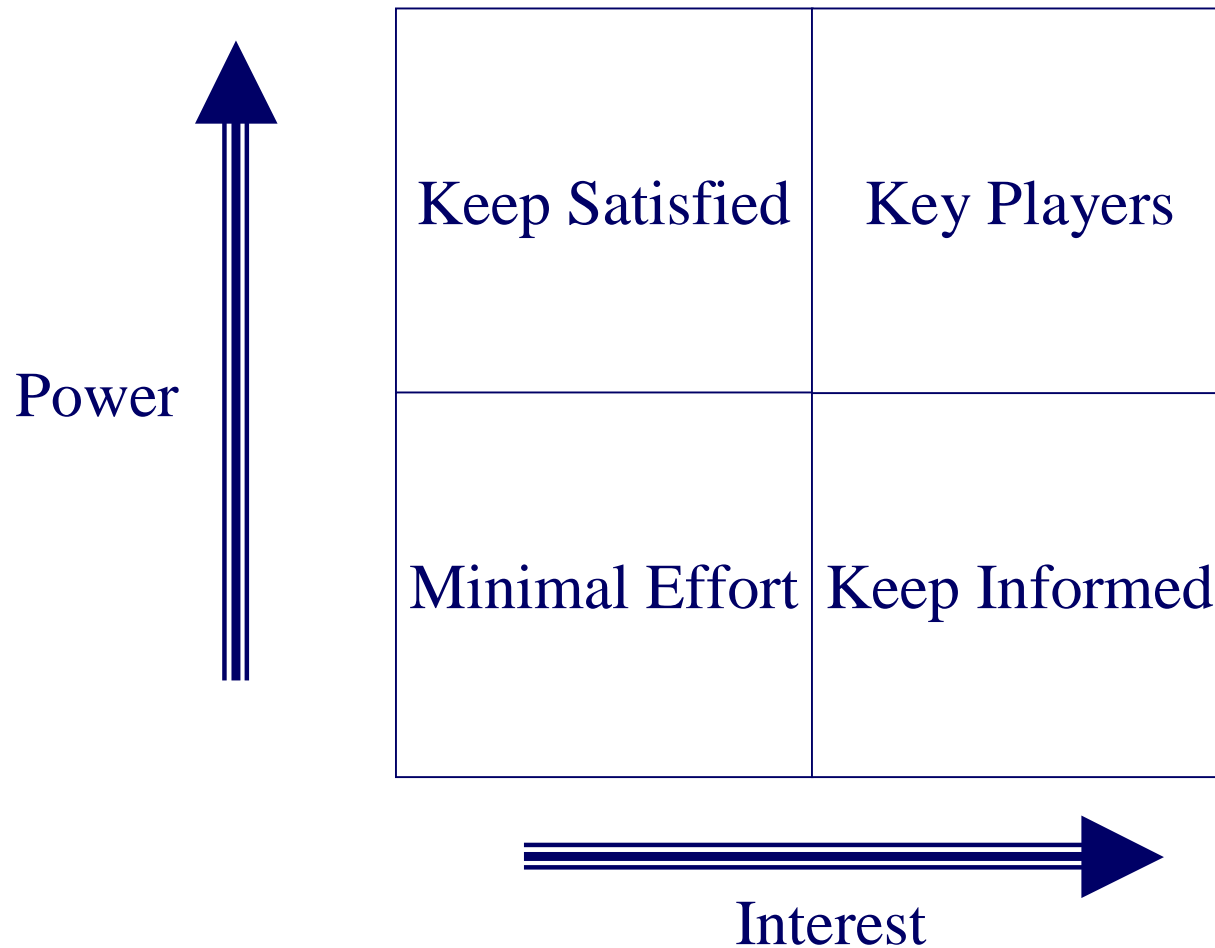 Keep Satisfied
Key Players
Power
Minimal Effort
Keep Informed
Interest